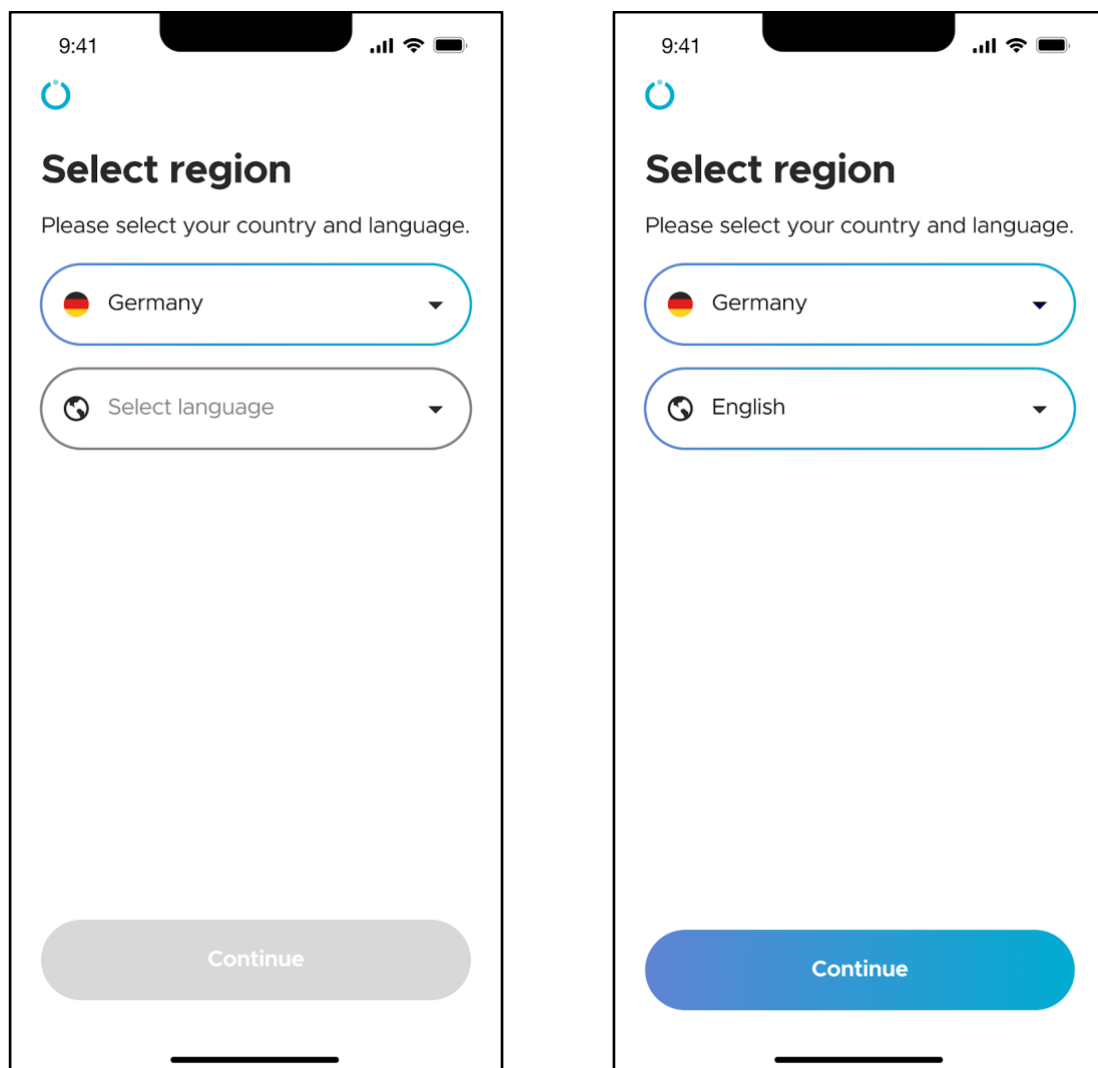 9:41
Select region
Please select your country and language.
Germany
Select language
Continue
9:41
Select region
Please select your country and language.
Germany
English
Continue